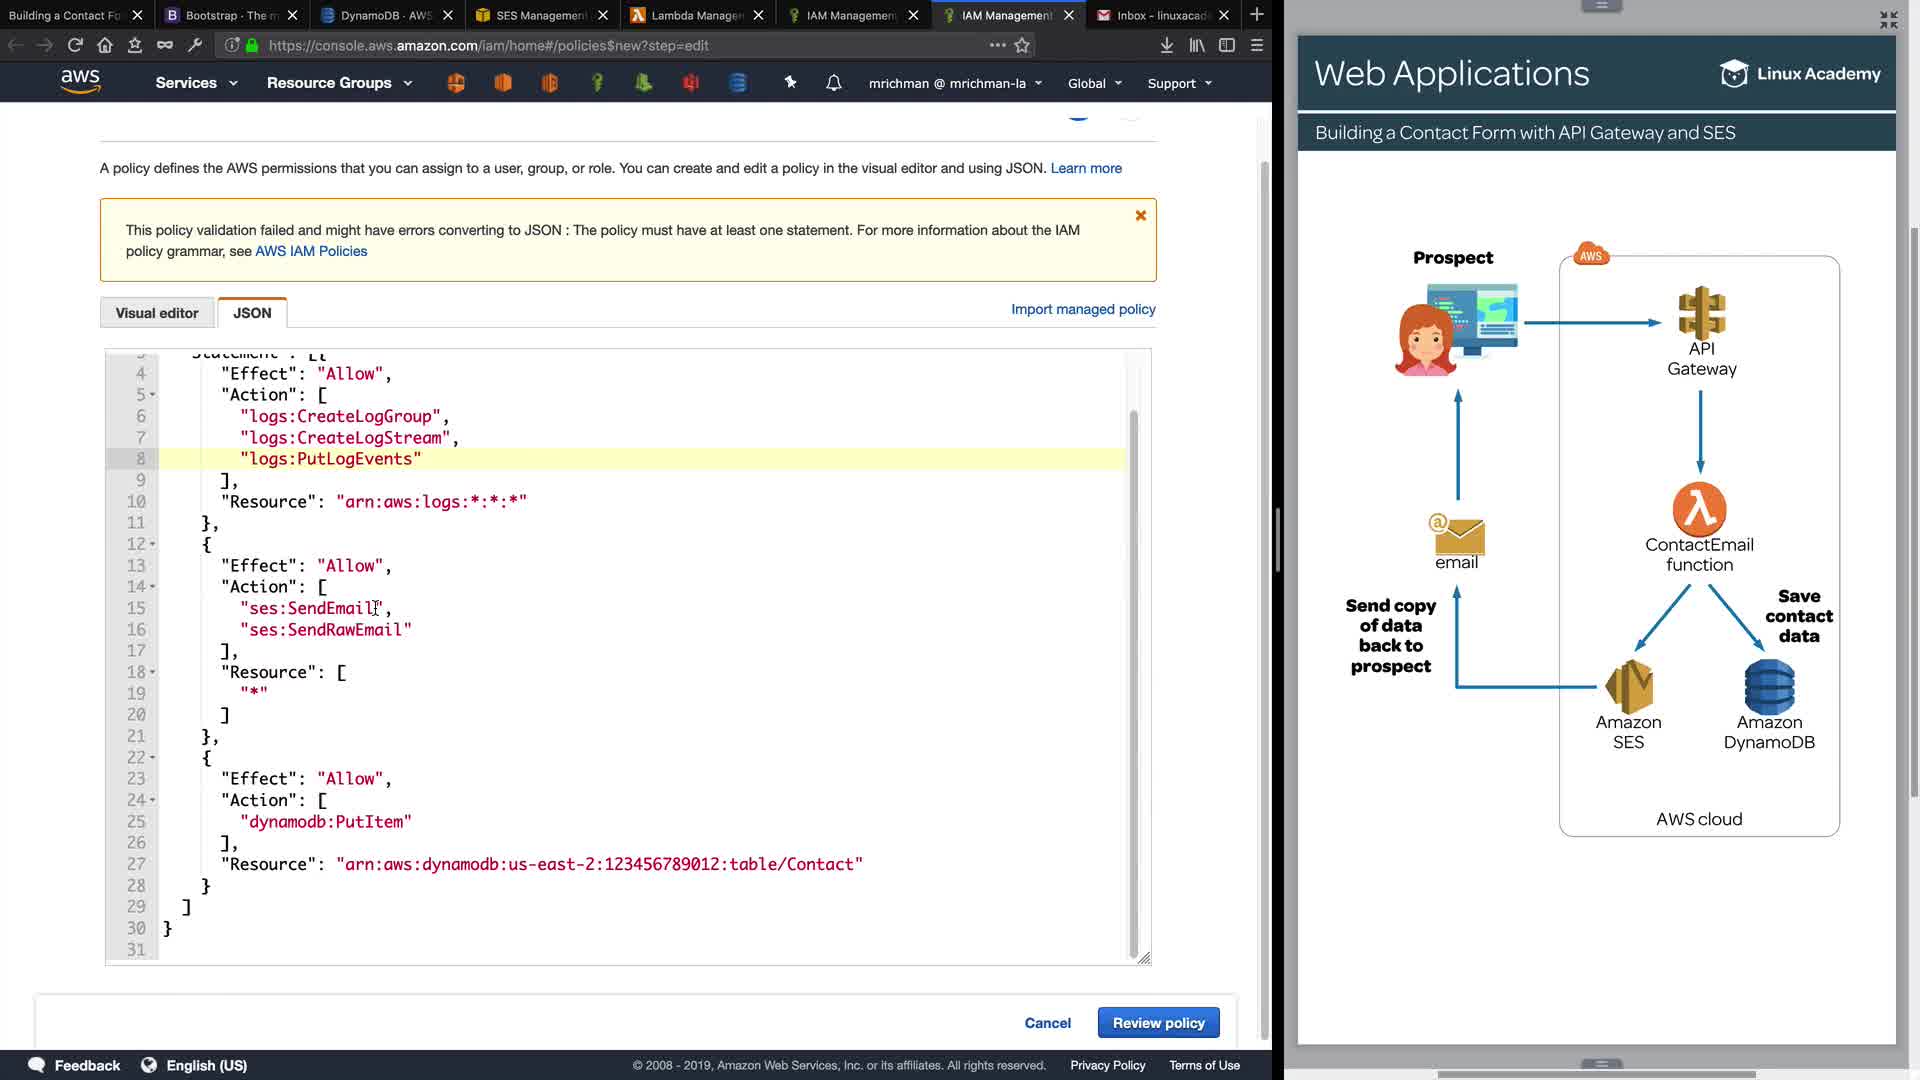 Building a Contact Fo
Bootstrap · The m
DynamoDB · AWS
SES Management
Lambda Manage
IAM Management
IAM Management
Inbox – linuxacade
https://console.aws.amazon.com/iam/home#/policies$new?step=edit
aws
Services
Resource Groups
mrichman @ mrichman-la
Global
Support
A policy defines the AWS permissions that you can assign to a user, group, or role. You can create and edit a policy in the visual editor and using JSON. Learn more
This policy validation failed and might have errors converting to JSON : The policy must have at least one statement. For more information about the IAM
policy grammar, see AWS IAM Policies
Visual editor
JSON
Import managed policy
3 "Statement": [{
4 "Effect": "Allow",
5 "Action": [
6 "logs:CreateLogGroup",
7 "logs:CreateLogStream",
8 "logs:PutLogEvents"
9 ],
10 "Resource": "arn:aws:logs:*:*:*"
11 },
12 {
13 "Effect": "Allow",
14 "Action": [
15 "ses:SendEmail",
16 "ses:SendRawEmail"
17 ],
18 "Resource": [
19 "*"
20 ]
21 },
22 {
23 "Effect": "Allow",
24 "Action": [
25 "dynamodb:PutItem"
26 ],
27 "Resource": "arn:aws:dynamodb:us-east-2:123456789012:table/Contact"
28 }
29 ]
30 }
31
Cancel
Review policy
Feedback
English (US)
© 2008 - 2019, Amazon Web Services, Inc. or its affiliates. All rights reserved.
Privacy Policy
Terms of Use
Web Applications
Linux Academy
Building a Contact Form with API Gateway and SES
Prospect
AWS
API
Gateway
@
email
ContactEmail
function
Send copy
of data
back to
prospect
Save
contact
data
Amazon
SES
Amazon
DynamoDB
AWS cloud